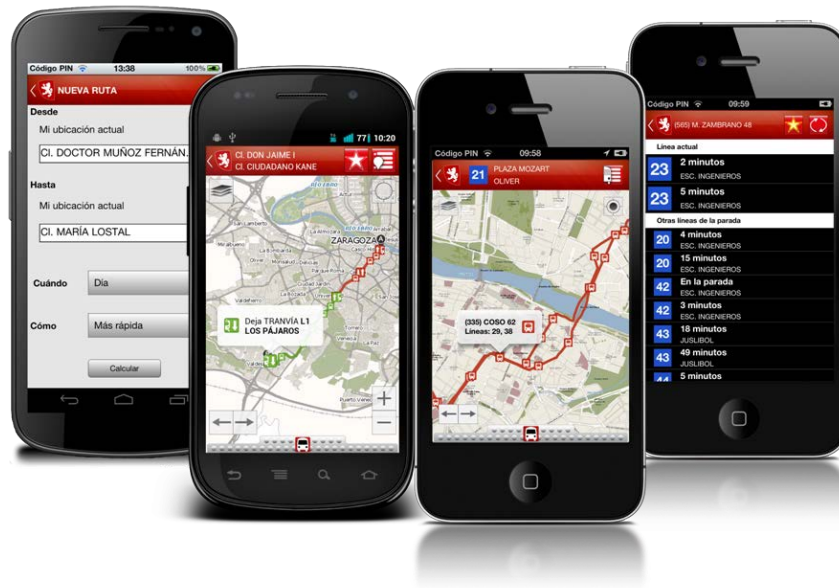 Código PIN 13:38 100%
NUEVA RUTA
Desde
Mi ubicación actual
Cl. DOCTOR MUÑOZ FERNÁN.
Hasta
Mi ubicación actual
Cl. MARÍA LOSTAL
Cuándo Día
Cómo Más rápida
Calcular
77 10:20
Cl. DON JAIME I
Cl. CIUDADANO KANE
ZARAGOZA A
Deja TRANVÍA L1
LOS PÁJAROS
Código PIN 09:58
21 PLAZA MOZART
OLIVER
(335) COSO 62
Líneas: 29, 38
Código PIN 09:59
(565) M. ZAMBRANO 48
Línea actual
23 2 minutos
ESC. INGENIEROS
23 5 minutos
ESC. INGENIEROS
Otras líneas de la parada
20 4 minutos
ESC. INGENIEROS
20 15 minutos
ESC. INGENIEROS
42 En la parada
ESC. INGENIEROS
42 3 minutos
ESC. INGENIEROS
43 18 minutos
JUSLIBOL
43 49 minutos
JUSLIBOL
44 5 minutos